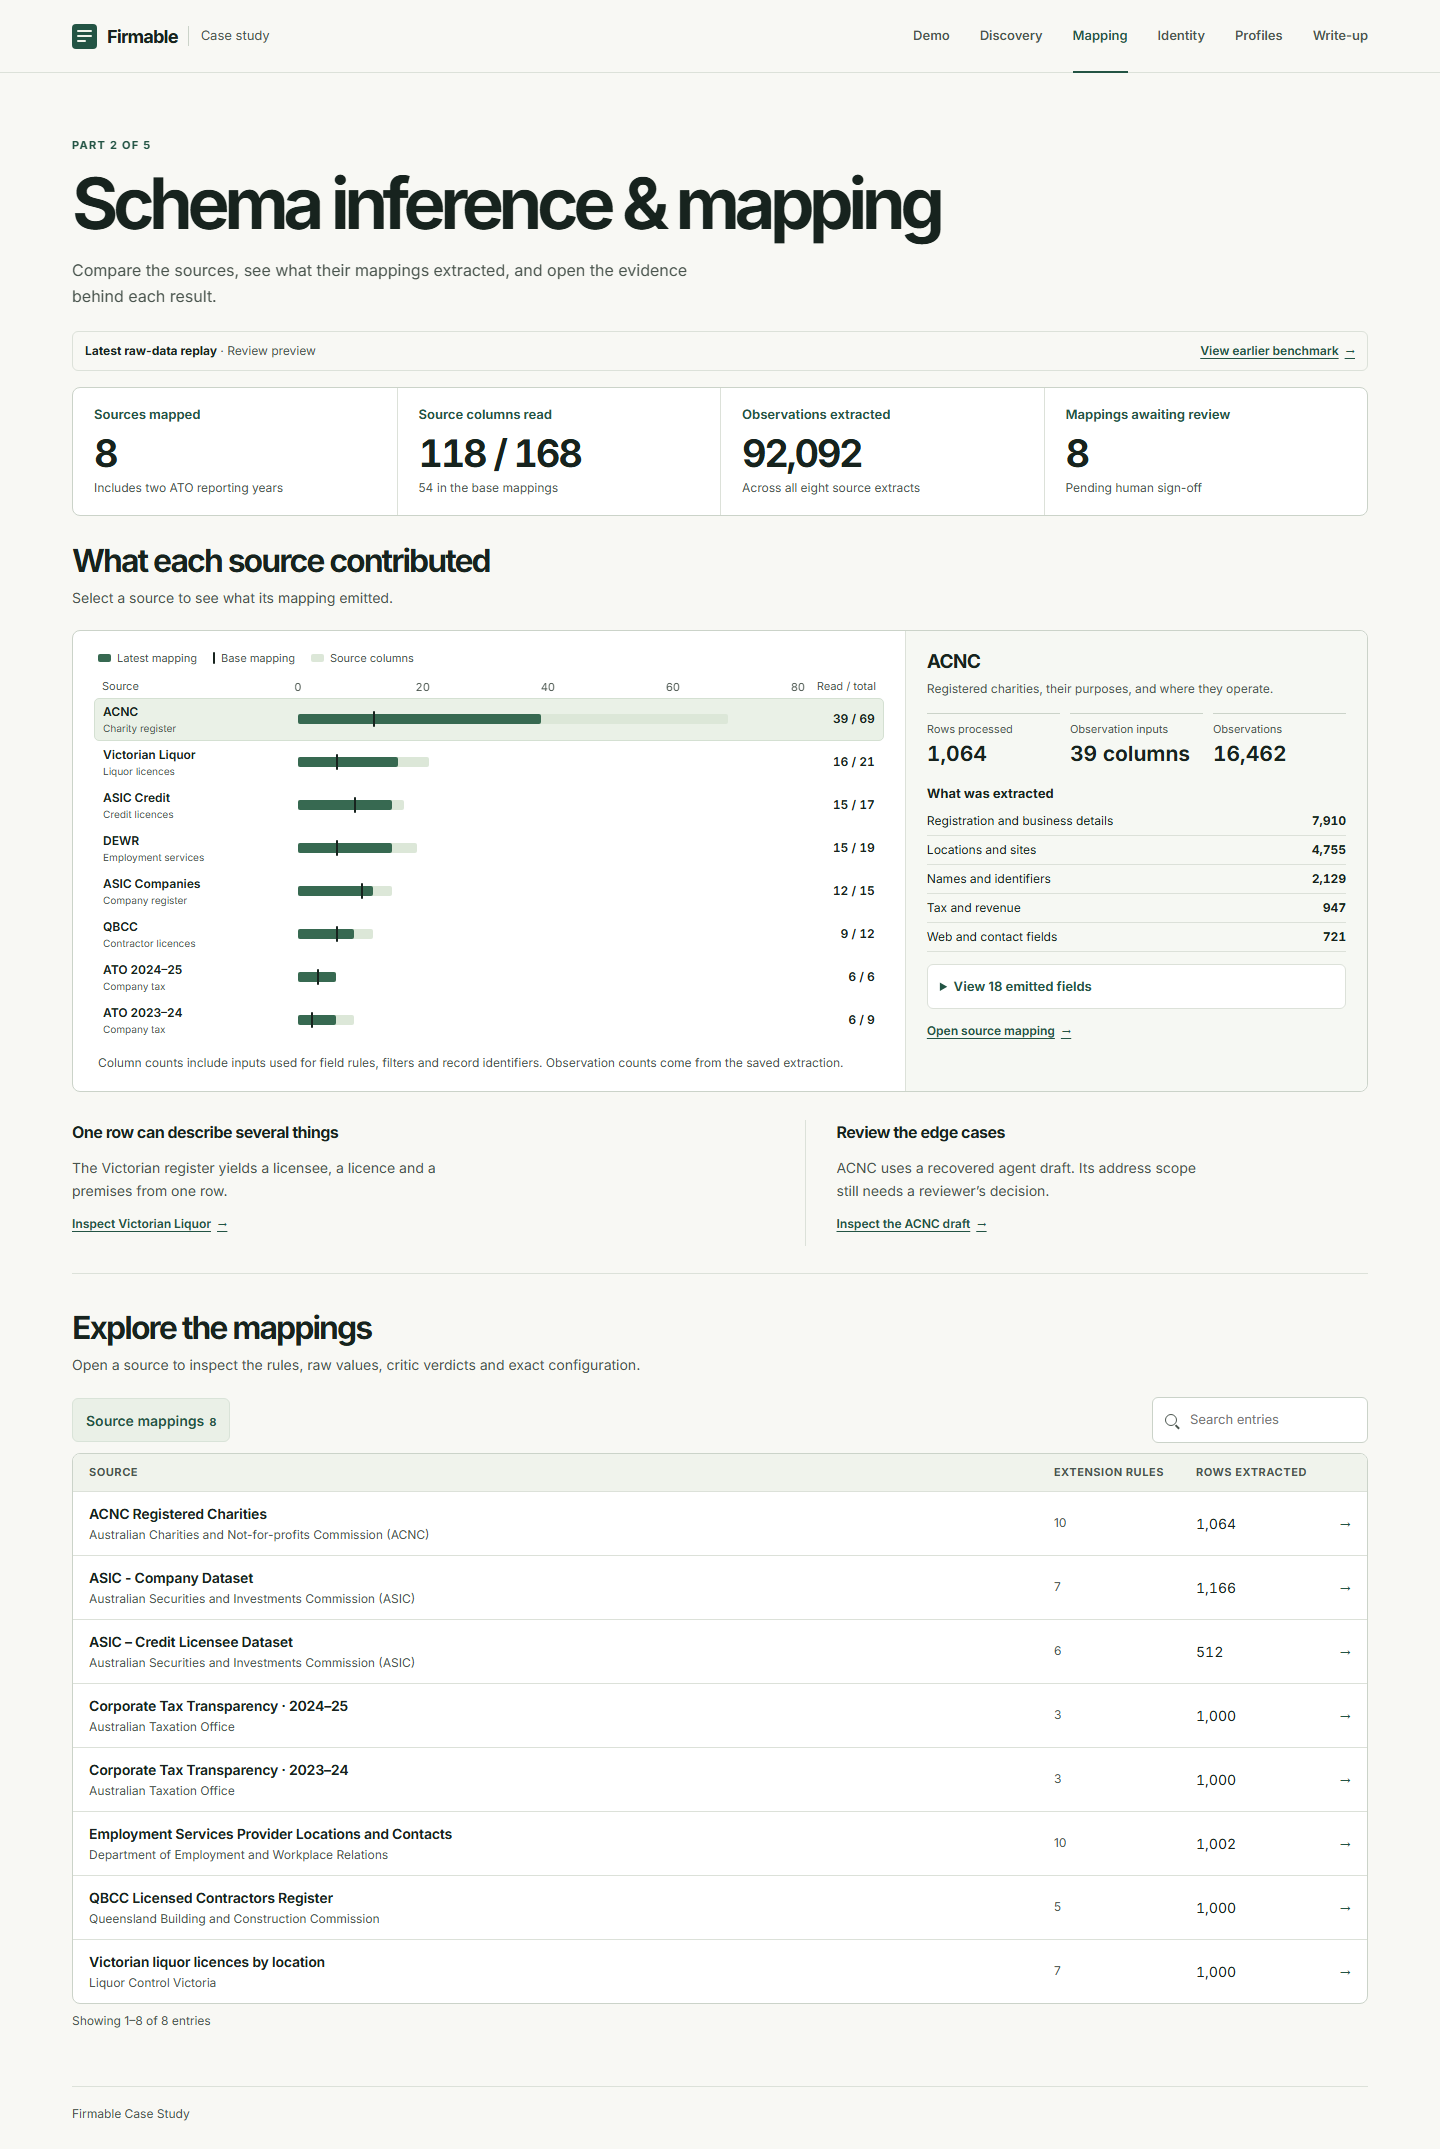 Firmable
Case study
Demo
Discovery
Mapping
Identity
Profiles
Write-up
PART 2 OF 5
Schema inference & mapping
Compare the sources, see what their mappings extracted, and open the evidence
behind each result.
Latest raw-data replay · Review preview
View earlier benchmark →
Sources mapped
8
Includes two ATO reporting years
Source columns read
118 / 168
54 in the base mappings
Observations extracted
92,092
Across all eight source extracts
Mappings awaiting review
8
Pending human sign-off
What each source contributed
Select a source to see what its mapping emitted.
Latest mapping
Base mapping
Source columns
Source
0
20
40
60
80
Read / total
ACNC
Charity register
39 / 69
Victorian Liquor
Liquor licences
16 / 21
ASIC Credit
Credit licences
15 / 17
DEWR
Employment services
15 / 19
ASIC Companies
Company register
12 / 15
QBCC
Contractor licences
9 / 12
ATO 2024–25
Company tax
6 / 6
ATO 2023–24
Company tax
6 / 9
Column counts include inputs used for field rules, filters and record identifiers. Observation counts come from the saved extraction.
ACNC
Registered charities, their purposes, and where they operate.
Rows processed
1,064
Observation inputs
39 columns
Observations
16,462
What was extracted
Registration and business details
7,910
Locations and sites
4,755
Names and identifiers
2,129
Tax and revenue
947
Web and contact fields
721
▶ View 18 emitted fields
Open source mapping →
One row can describe several things
The Victorian register yields a licensee, a licence and a
premises from one row.
Inspect Victorian Liquor →
Review the edge cases
ACNC uses a recovered agent draft. Its address scope
still needs a reviewer’s decision.
Inspect the ACNC draft →
Explore the mappings
Open a source to inspect the rules, raw values, critic verdicts and exact configuration.
Source mappings 8
Search entries
SOURCE
EXTENSION RULES
ROWS EXTRACTED
ACNC Registered Charities
Australian Charities and Not-for-profits Commission (ACNC)
10
1,064
→
ASIC - Company Dataset
Australian Securities and Investments Commission (ASIC)
7
1,166
→
ASIC – Credit Licensee Dataset
Australian Securities and Investments Commission (ASIC)
6
512
→
Corporate Tax Transparency · 2024–25
Australian Taxation Office
3
1,000
→
Corporate Tax Transparency · 2023–24
Australian Taxation Office
3
1,000
→
Employment Services Provider Locations and Contacts
Department of Employment and Workplace Relations
10
1,002
→
QBCC Licensed Contractors Register
Queensland Building and Construction Commission
5
1,000
→
Victorian liquor licences by location
Liquor Control Victoria
7
1,000
→
Showing 1–8 of 8 entries
Firmable Case Study